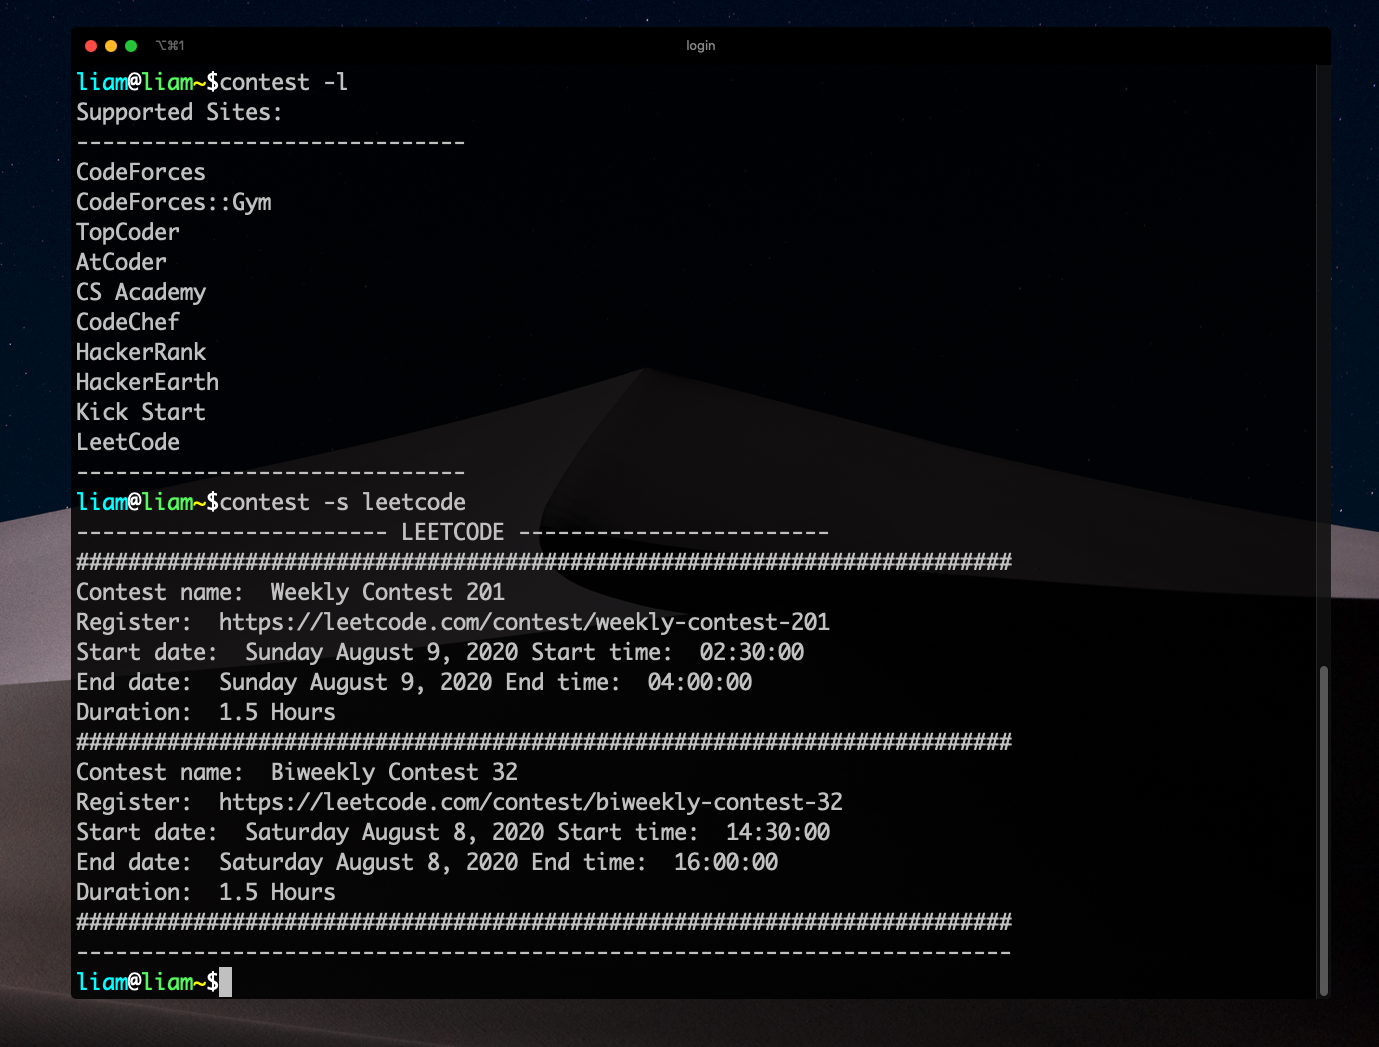 ⌥⌘1 login
liam@liam~$contest -l
Supported Sites:
------------------------------
CodeForces
CodeForces::Gym
TopCoder
AtCoder
CS Academy
CodeChef
HackerRank
HackerEarth
Kick Start
LeetCode
------------------------------
liam@liam~$contest -s leetcode
------------------------ LEETCODE ------------------------
########################################################################
Contest name:  Weekly Contest 201
Register:  https://leetcode.com/contest/weekly-contest-201
Start date:  Sunday August 9, 2020 Start time:  02:30:00
End date:  Sunday August 9, 2020 End time:  04:00:00
Duration:  1.5 Hours
########################################################################
Contest name:  Biweekly Contest 32
Register:  https://leetcode.com/contest/biweekly-contest-32
Start date:  Saturday August 8, 2020 Start time:  14:30:00
End date:  Saturday August 8, 2020 End time:  16:00:00
Duration:  1.5 Hours
########################################################################
------------------------------------------------------------------------
liam@liam~$